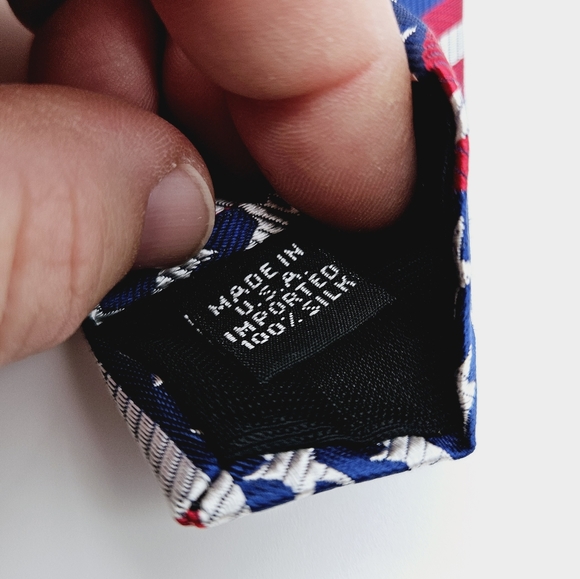 MADE IN
U.S.A.
IMPORTED
100% SILK